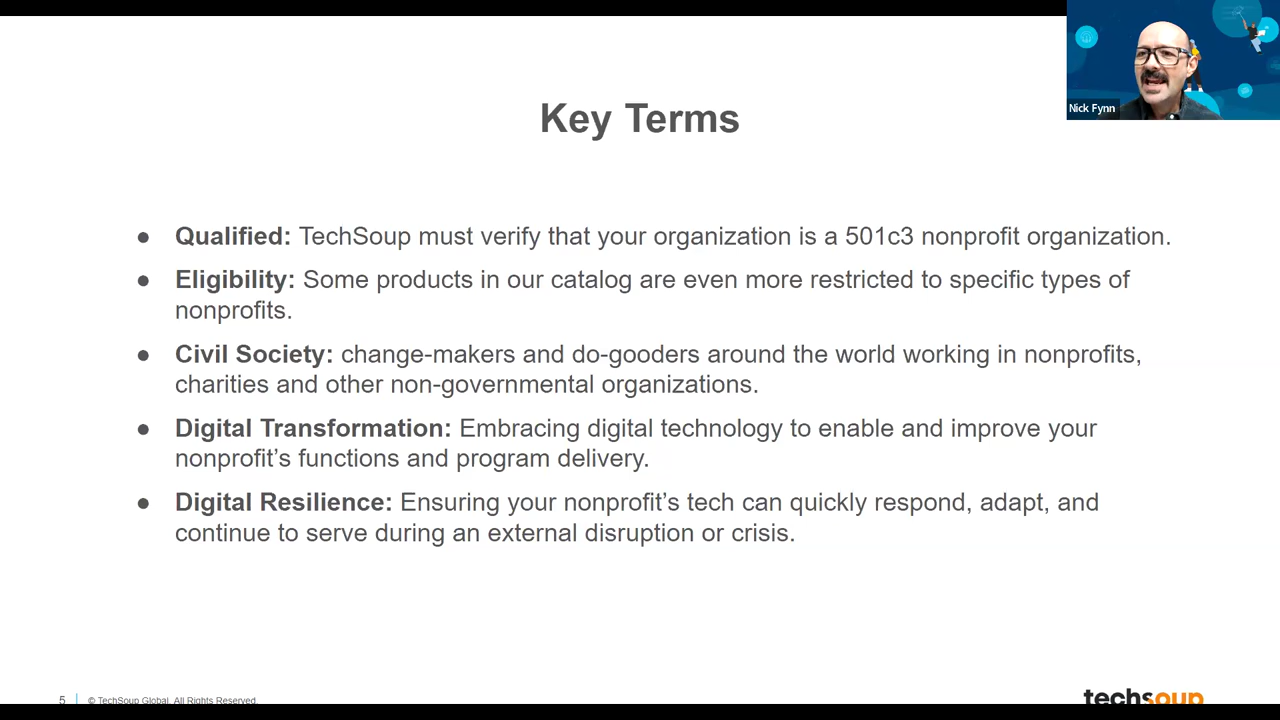 Key Terms
Nick Fynn
● Qualified: TechSoup must verify that your organization is a 501c3 nonprofit organization.
● Eligibility: Some products in our catalog are even more restricted to specific types of
nonprofits.
● Civil Society: change-makers and do-gooders around the world working in nonprofits,
charities and other non-governmental organizations.
● Digital Transformation: Embracing digital technology to enable and improve your
nonprofit’s functions and program delivery.
● Digital Resilience: Ensuring your nonprofit’s tech can quickly respond, adapt, and
continue to serve during an external disruption or crisis.
5 | © TechSoup Global. All Rights Reserved.
techsoup